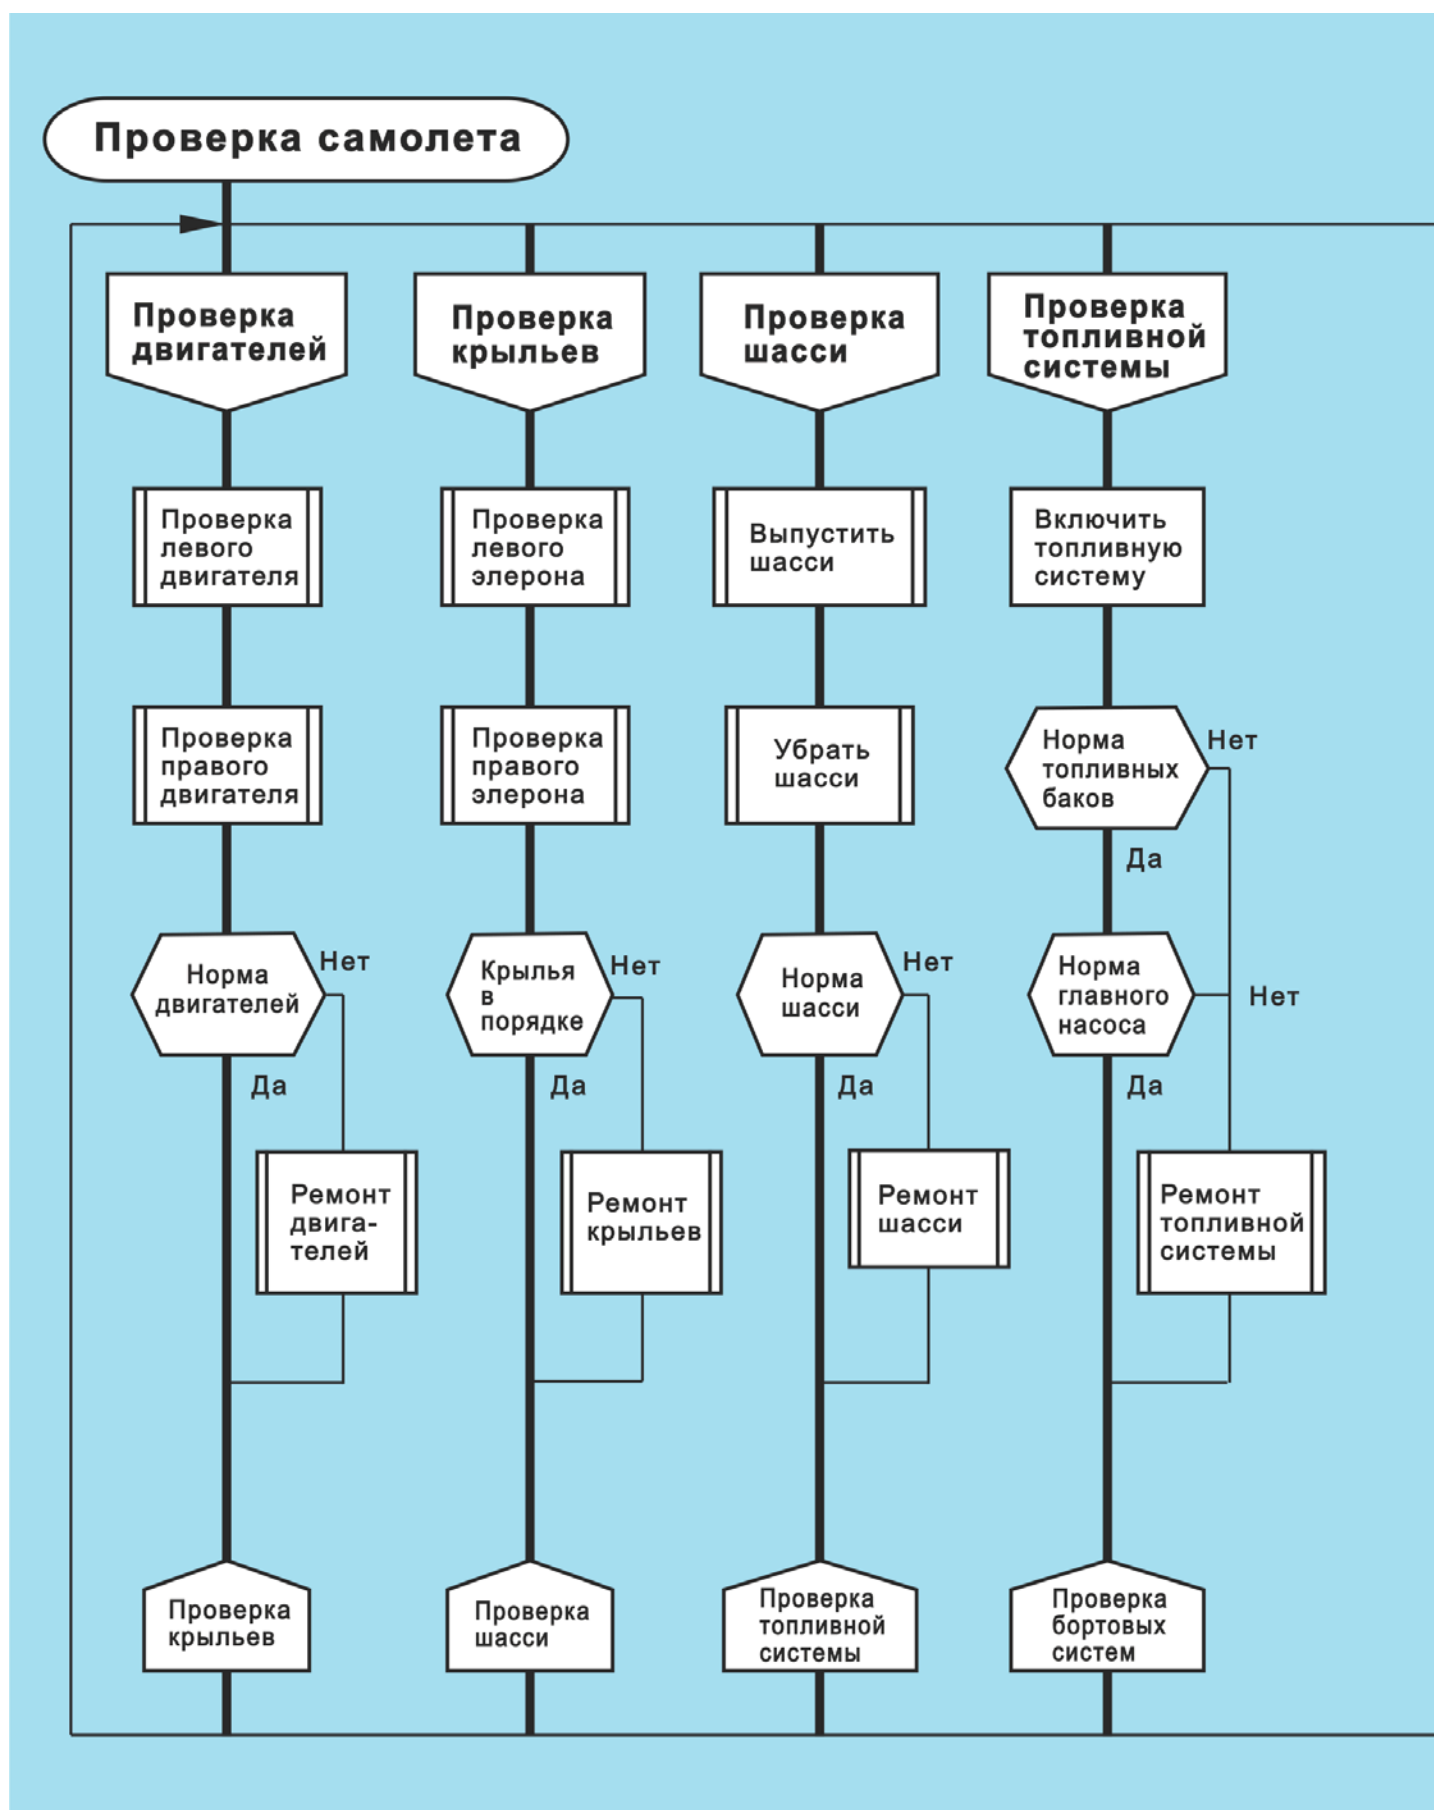 Проверка самолета
Проверка
двигателей
Проверка
левого
двигателя
Проверка
правого
двигателя
Норма
двигателей
Нет
Да
Ремонт
двига-
телей
Проверка
крыльев
Проверка
крыльев
Проверка
левого
элерона
Проверка
правого
элерона
Крылья
в
порядке
Нет
Да
Ремонт
крыльев
Проверка
шасси
Проверка
шасси
Выпустить
шасси
Убрать
шасси
Норма
шасси
Нет
Да
Ремонт
шасси
Проверка
топливной
системы
Проверка
топливной
системы
Включить
топливную
систему
Норма
топливных
баков
Нет
Да
Норма
главного
насоса
Нет
Да
Ремонт
топливной
системы
Проверка
бортовых
систем